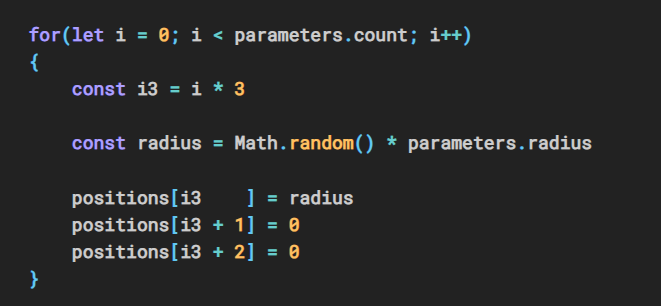 for(let i = 0; i < parameters.count; i++)
{
    const i3 = i * 3
    const radius = Math.random() * parameters.radius
    positions[i3    ] = radius
    positions[i3 + 1] = 0
    positions[i3 + 2] = 0
}